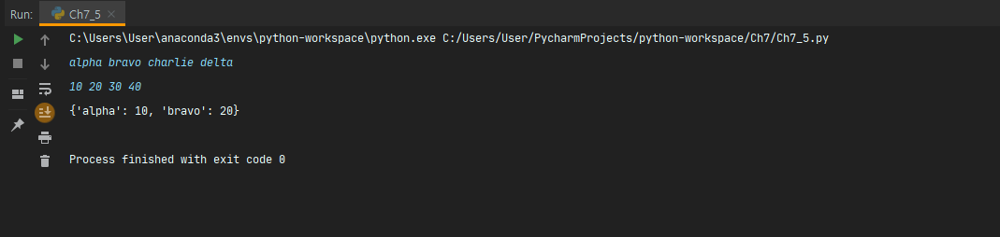 Run: Ch7_5
C:\Users\User\anaconda3\envs\python-workspace\python.exe C:/Users/User/PycharmProjects/python-workspace/Ch7/Ch7_5.py
alpha bravo charlie delta
10 20 30 40
{'alpha': 10, 'bravo': 20}
Process finished with exit code 0